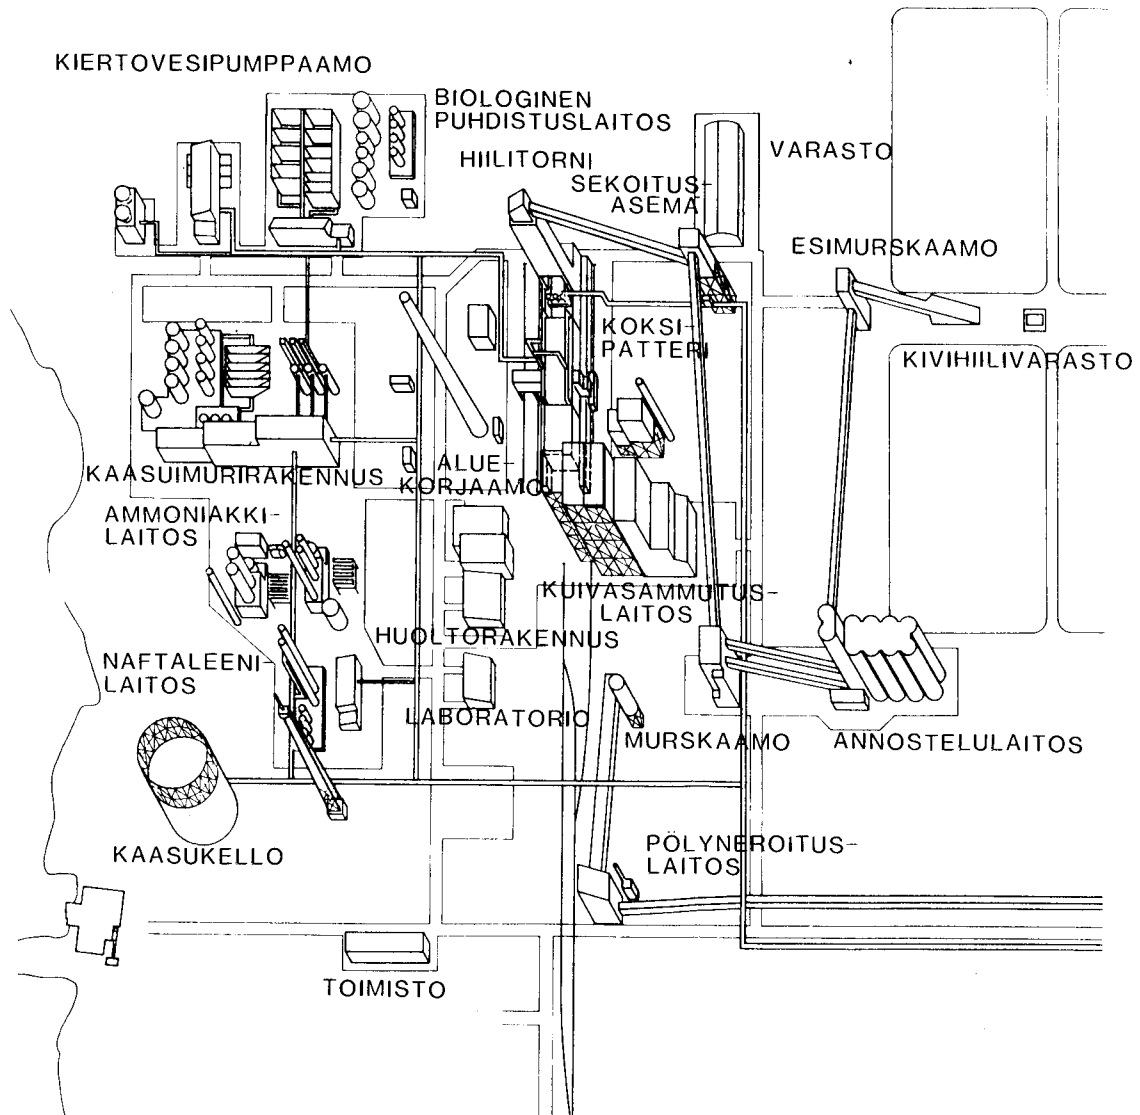 KIERTOVESIPUMPPAAMO
BIOLOGINEN
PUHDISTUSLAITOS
HIILITORNI
SEKOITUS-
ASEMA
VARASTO
ESIMURSKAAMO
KOKSI-
PATTERI
KIVIHIILIVARASTO
KAASUIMURIRAKENNUS
ALUE-
KORJAAMO
AMMONIAKKI-
LAITOS
KUIVASAMMUTUS-
LAITOS
HUOLTORAKENNUS
NAFTALEENI-
LAITOS
LABORATORIO
MURSKAAMO
ANNOSTELULAITOS
KAASUKELLO
PÖLYNEROITUS-
LAITOS
TOIMISTO